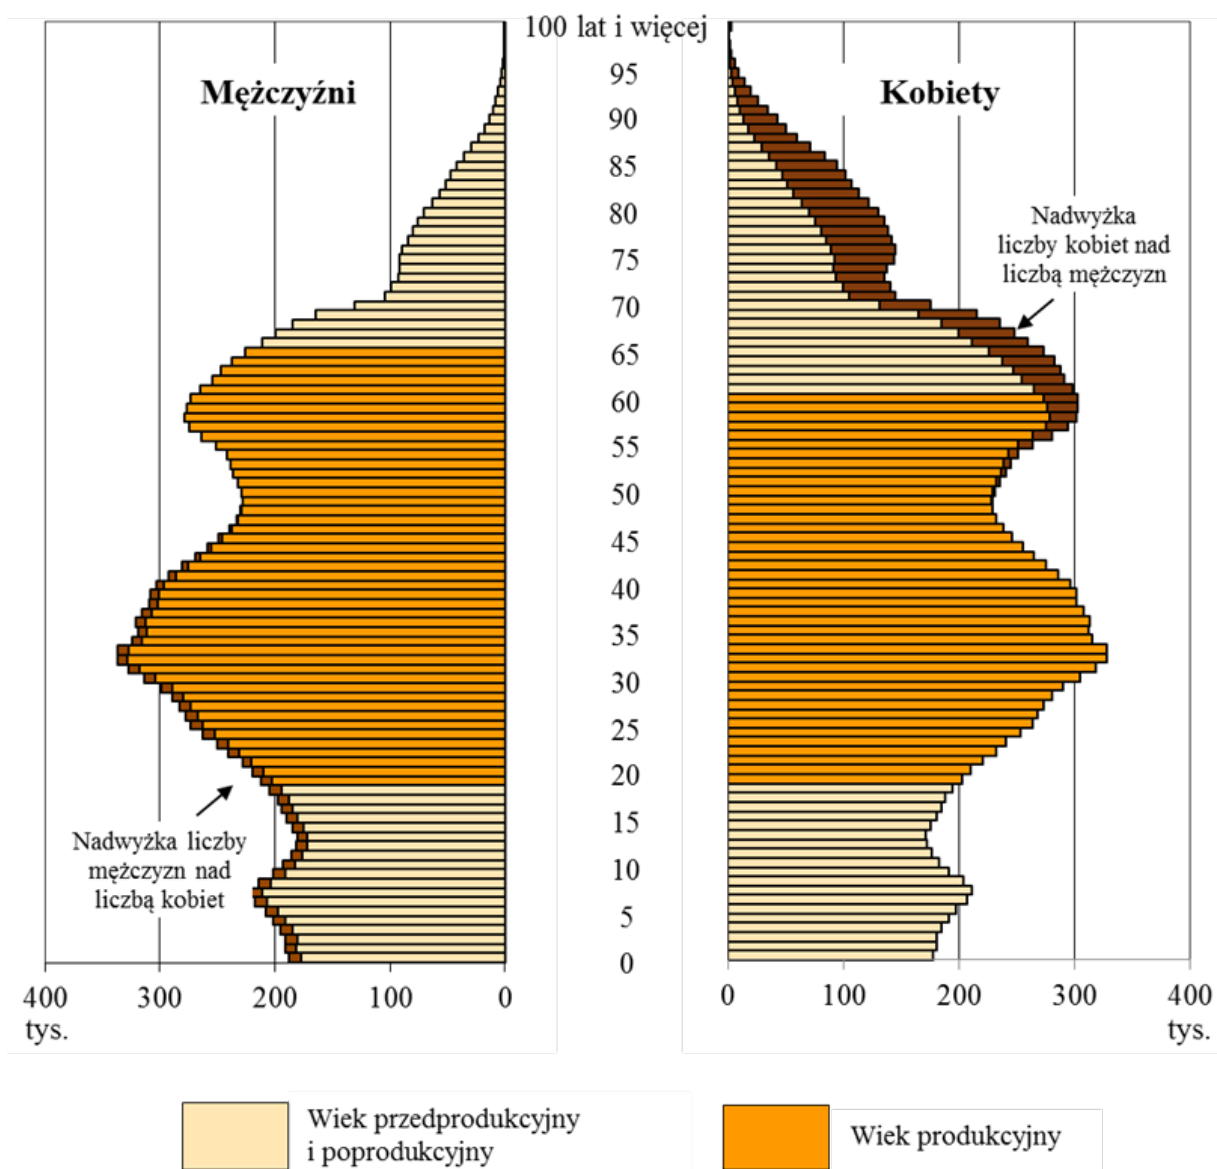 100 lat i więcej
Mężczyźni
Kobiety
95
90
85
80
75
70
65
60
55
50
45
40
35
30
25
20
15
10
5
0
Nadwyżka
liczby kobiet nad
liczbą mężczyzn
Nadwyżka liczby
mężczyzn nad
liczbą kobiet
400 300 200 100 0
tys.
0 100 200 300 400
tys.
Wiek przedprodukcyjny
i poprodukcyjny
Wiek produkcyjny